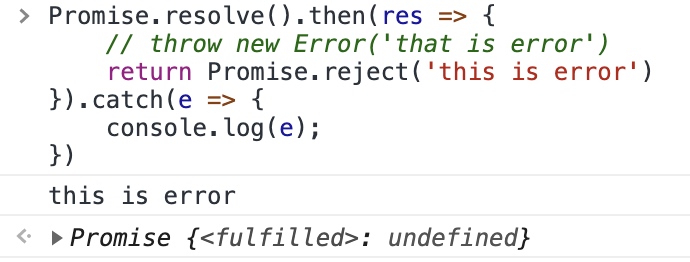 > Promise.resolve().then(res => {
// throw new Error('that is error')
return Promise.reject('this is error')
}).catch(e => {
console.log(e);
})
this is error
Promise {<fulfilled>: undefined}